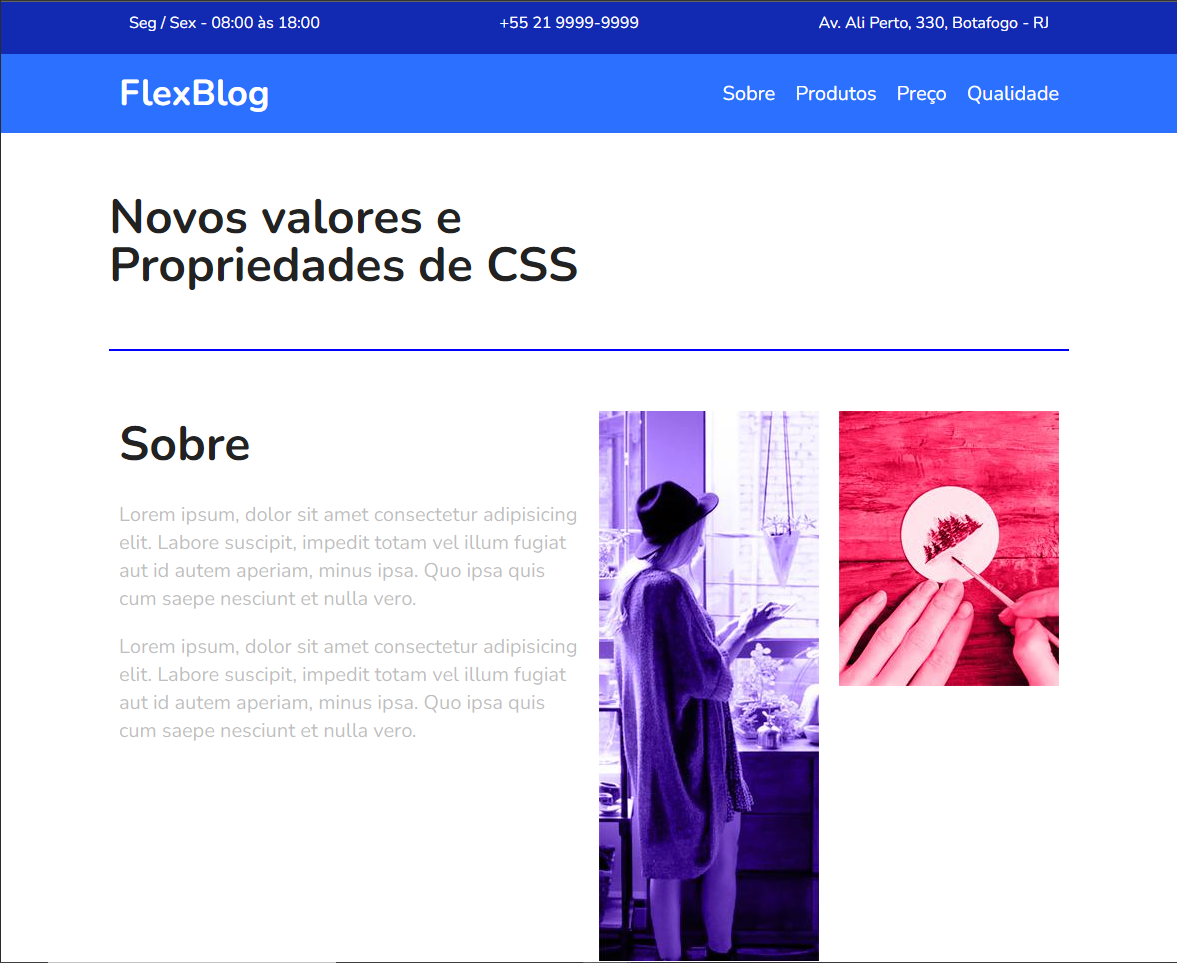 Seg / Sex - 08:00 às 18:00
+55 21 9999-9999
Av. Ali Perto, 330, Botafogo - RJ
FlexBlog
Sobre
Produtos
Preço
Qualidade
Novos valores e
Propriedades de CSS
Sobre
Lorem ipsum, dolor sit amet consectetur adipisicing
elit. Labore suscipit, impedit totam vel illum fugiat
aut id autem aperiam, minus ipsa. Quo ipsa quis
cum saepe nesciunt et nulla vero.
Lorem ipsum, dolor sit amet consectetur adipisicing
elit. Labore suscipit, impedit totam vel illum fugiat
aut id autem aperiam, minus ipsa. Quo ipsa quis
cum saepe nesciunt et nulla vero.